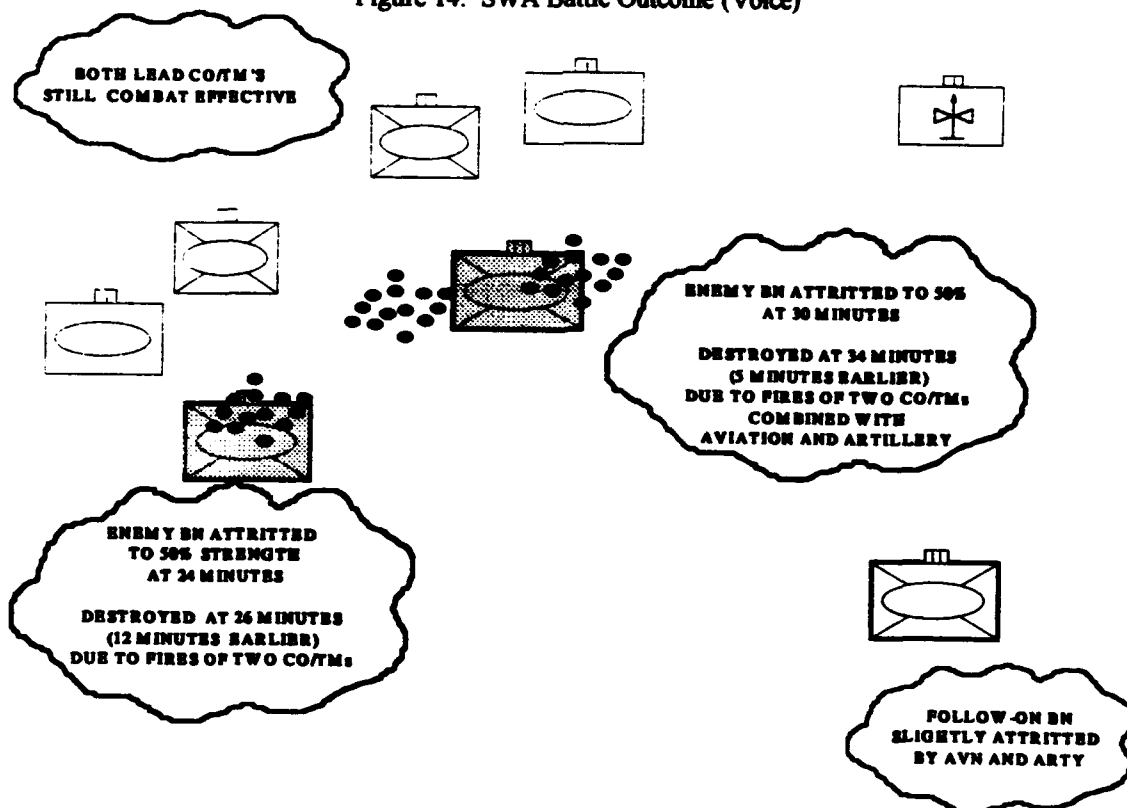 Figure 14. SWA Battle Outcome (Voice)
BOTH LEAD CO/TM'S
STILL COMBAT EFFECTIVE
ENEMY BN ATTRITTED TO 50%
AT 30 MINUTES
DESTROYED AT 34 MINUTES
(5 MINUTES EARLIER)
DUE TO FIRES OF TWO CO/TMs
COMBINED WITH
AVIATION AND ARTILLERY
ENEMY BN ATTRITTED
TO 50% STRENGTH
AT 24 MINUTES
DESTROYED AT 26 MINUTES
(12 MINUTES EARLIER)
DUE TO FIRES OF TWO CO/TMs
FOLLOW-ON BN
SLIGHTLY ATTRITTED
BY AVN AND ARTY